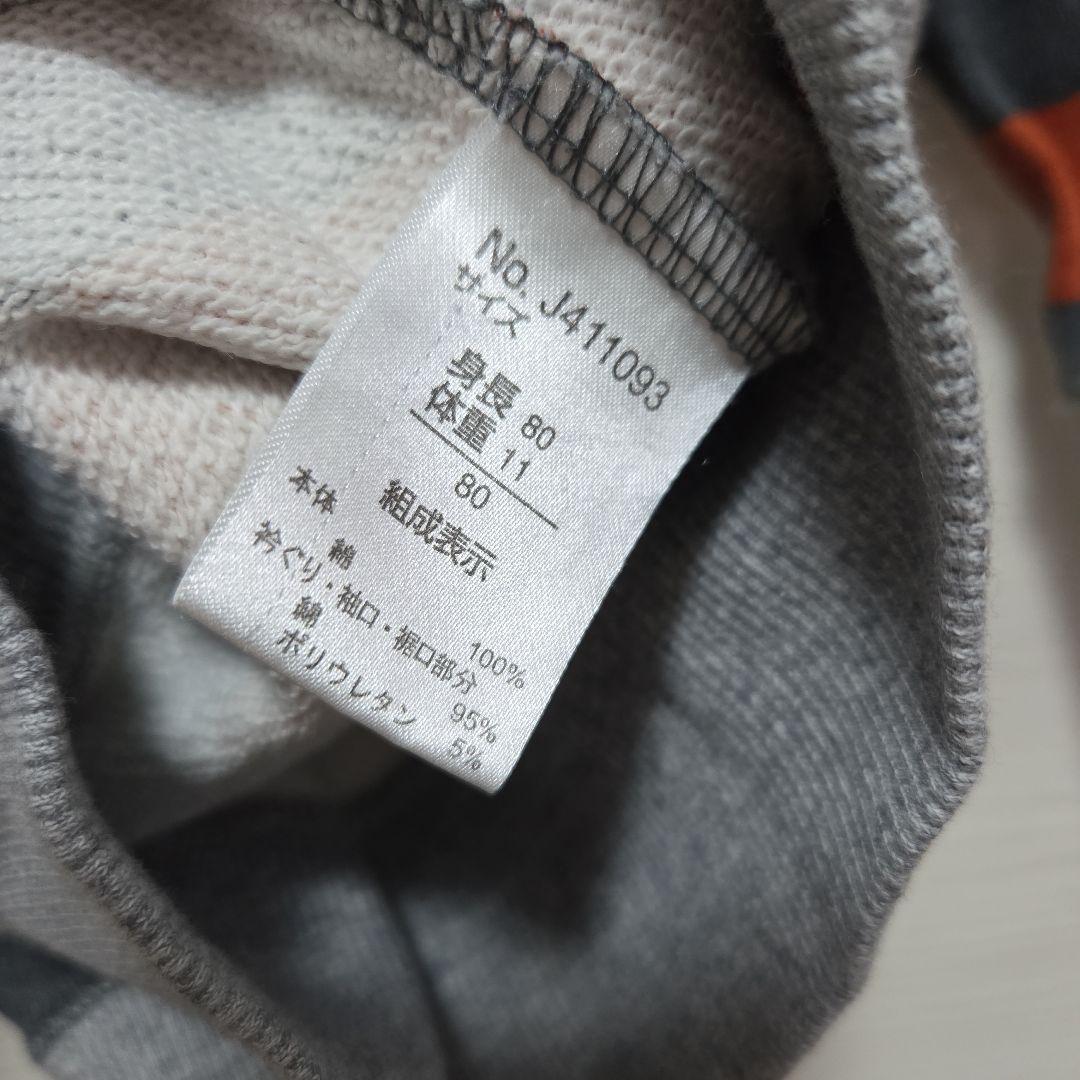 No. J411093
サイズ
身長 80
体重 11
80
組成表示
本体
綿 100%
衿ぐり・袖口・裾口部分
綿 95%
ポリウレタン 5%